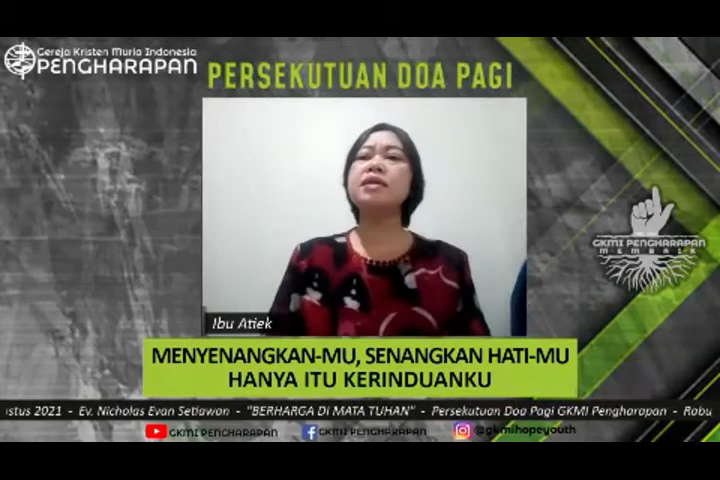 Gereja Kristen Muria Indonesia
PENGHARAPAN
PERSEKUTUAN DOA PAGI
GKMI PENGHARAPAN
MEMBAIK
Ibu Atiek
MENYENANGKAN-MU, SENANGKAN HATI-MU
HANYA ITU KERINDUANKU
ustus 2021 - Ev. Nicholas Evan Setiawan - "BERHARGA DI MATA TUHAN" - Persekutuan Doa Pagi GKMI Pengharapan - Rabu
GKMI PENGHARAPAN GKMI PENGHARAPAN @gkmihopeyouth